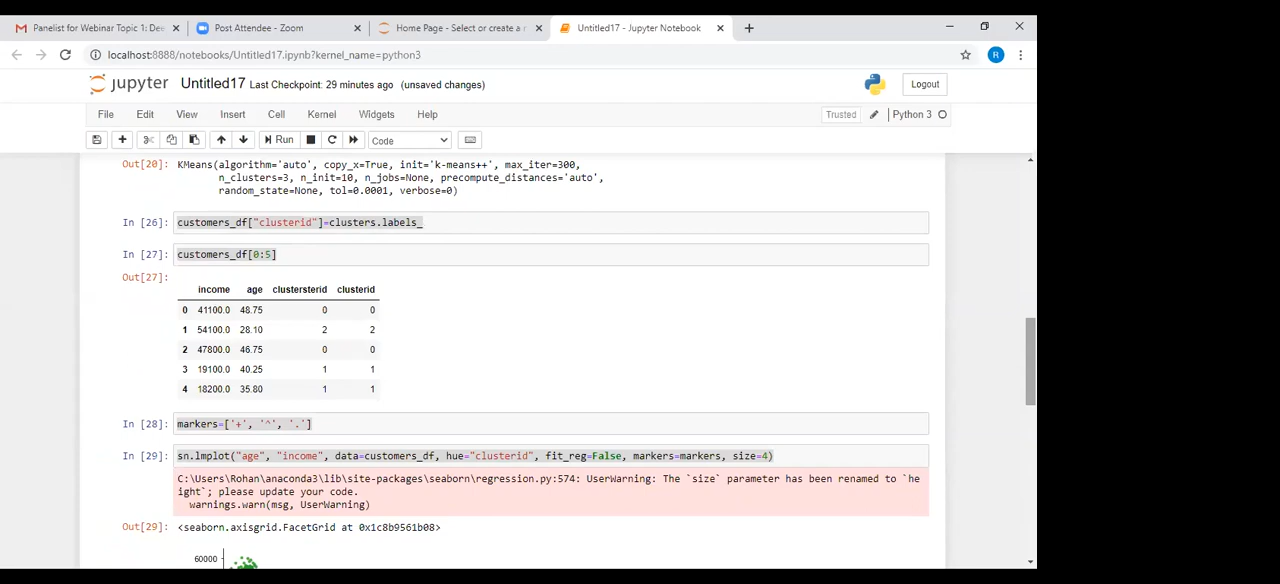 Panelist for Webinar Topic 1: Dee
Post Attendee - Zoom
Home Page - Select or create a n
Untitled17 - Jupyter Notebook
localhost:8888/notebooks/Untitled17.ipynb?kernel_name=python3
R
jupyter Untitled17 Last Checkpoint: 29 minutes ago (unsaved changes)
Logout
File Edit View Insert Cell Kernel Widgets Help
Trusted
Python 3
Run
Code
Out[20]: KMeans(algorithm='auto', copy_x=True, init='k-means++', max_iter=300,
n_clusters=3, n_init=10, n_jobs=None, precompute_distances='auto',
random_state=None, tol=0.0001, verbose=0)
In [26]: customers_df["clusterid"]=clusters.labels_
In [27]: customers_df[0:5]
Out[27]:
income age clustersterid clusterid
0 41100.0 48.75 0 0
1 54100.0 28.10 2 2
2 47800.0 46.75 0 0
3 19100.0 40.25 1 1
4 18200.0 35.80 1 1
In [28]: markers=['+', '^', '.']
In [29]: sn.lmplot("age", "income", data=customers_df, hue="clusterid", fit_reg=False, markers=markers, size=4)
C:\Users\Rohan\anaconda3\lib\site-packages\seaborn\regression.py:574: UserWarning: The `size` parameter has been renamed to `he
ight`; please update your code.
warnings.warn(msg, UserWarning)
Out[29]: <seaborn.axisgrid.FacetGrid at 0x1c8b9561b08>
60000